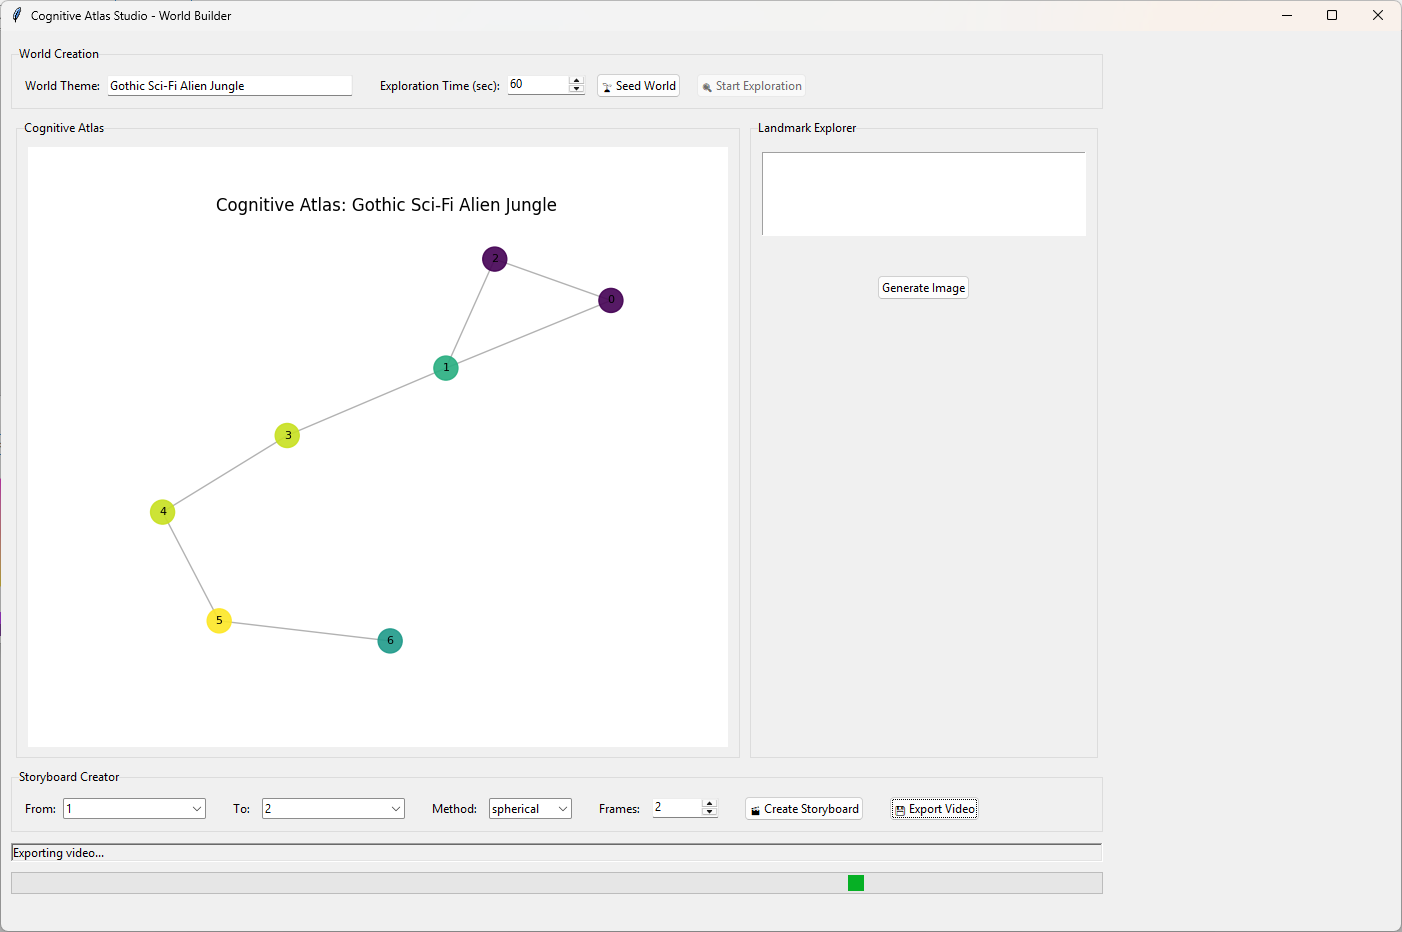 Cognitive Atlas Studio - World Builder
World Creation
World Theme: Gothic Sci-Fi Alien Jungle Exploration Time (sec): 60 Seed World Start Exploration
Cognitive Atlas
Landmark Explorer
Cognitive Atlas: Gothic Sci-Fi Alien Jungle
2
0
1
3
4
5
6
Generate Image
Storyboard Creator
From: 1 To: 2 Method: spherical Frames: 2 Create Storyboard Export Video
Exporting video...